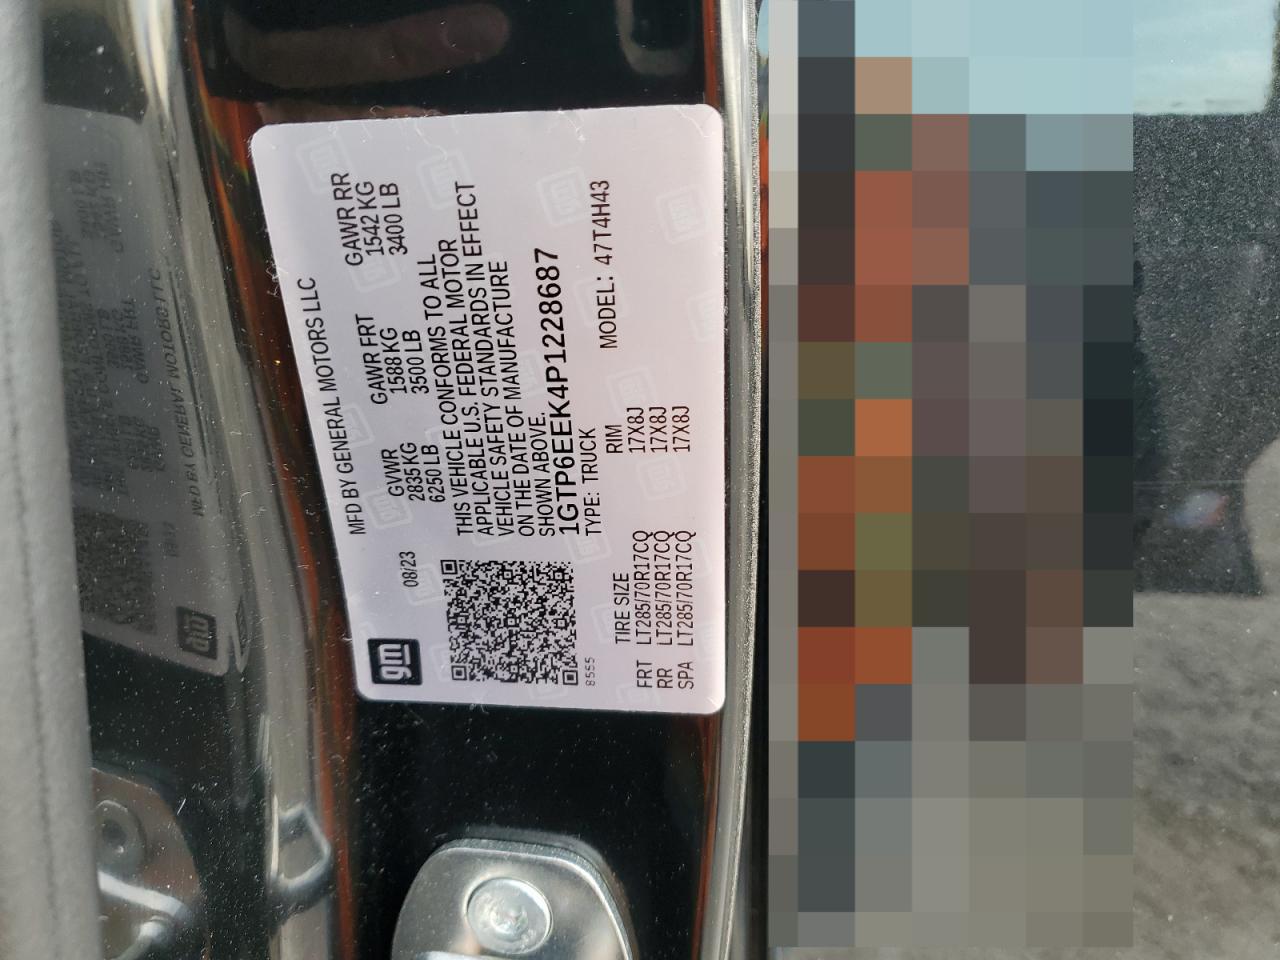 gm
MFD BY GENERAL MOTORS LLC
08/23
GVWR GAWR FRT GAWR RR
2835 KG 1588 KG 1542 KG
6250 LB 3500 LB 3400 LB
THIS VEHICLE CONFORMS TO ALL
APPLICABLE U.S. FEDERAL MOTOR
VEHICLE SAFETY STANDARDS IN EFFECT
ON THE DATE OF MANUFACTURE
SHOWN ABOVE.
1GTP6EEK4P1228687
8555
TYPE: TRUCK MODEL: 47T4H43
TIRE SIZE RIM
FRT LT285/70R17CQ 17X8J
RR LT285/70R17CQ 17X8J
SPA LT285/70R17CQ 17X8J